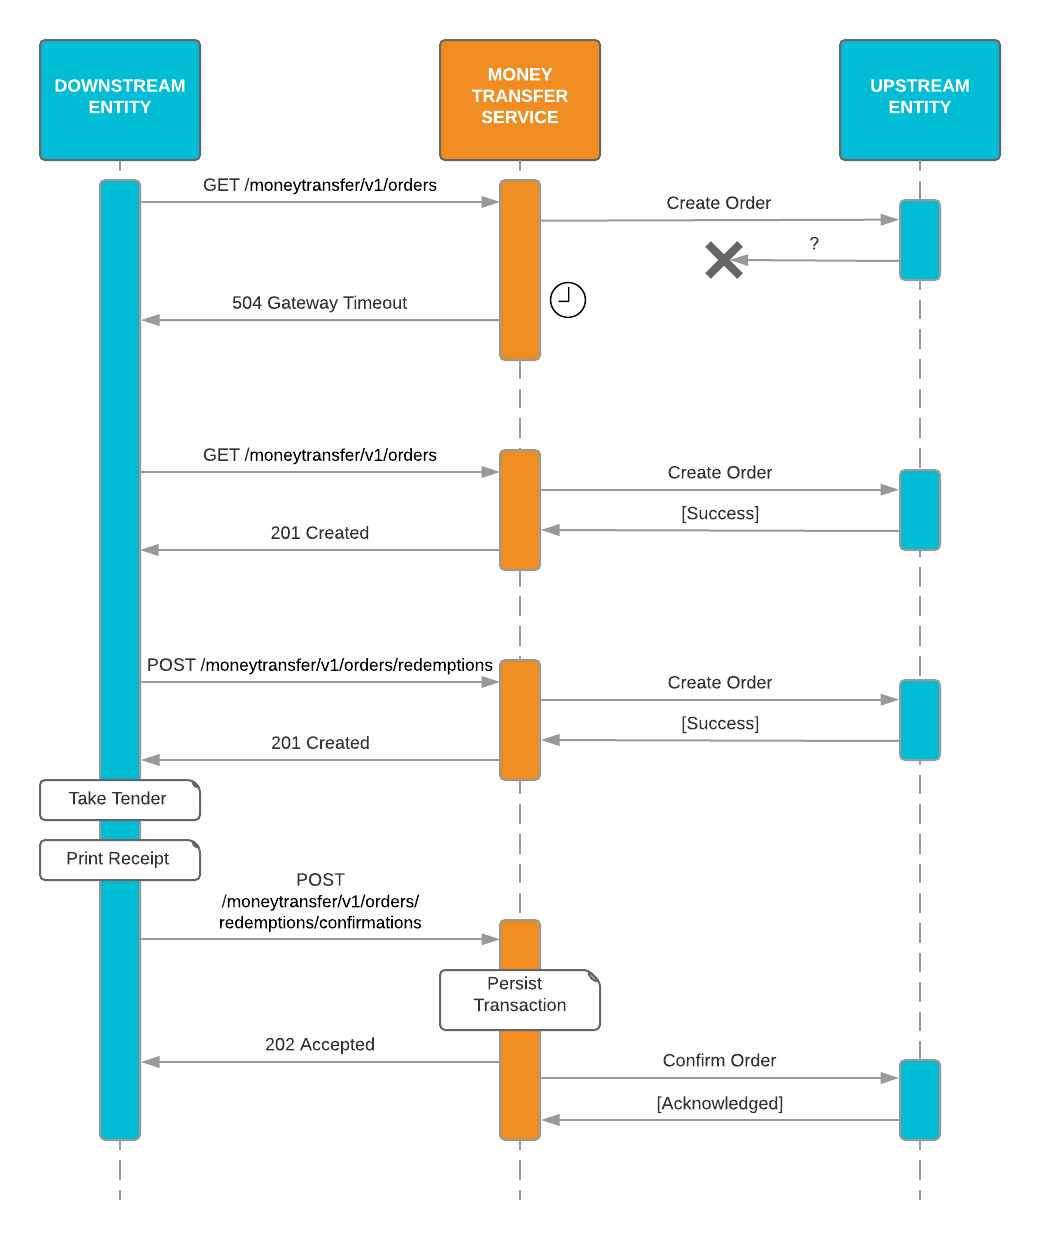 DOWNSTREAM
ENTITY
MONEY
TRANSFER
SERVICE
UPSTREAM
ENTITY
GET /moneytransfer/v1/orders
Create Order
?
504 Gateway Timeout
GET /moneytransfer/v1/orders
Create Order
[Success]
201 Created
POST /moneytransfer/v1/orders/redemptions
Create Order
[Success]
201 Created
Take Tender
Print Receipt
POST
/moneytransfer/v1/orders/
redemptions/confirmations
Persist
Transaction
202 Accepted
Confirm Order
[Acknowledged]